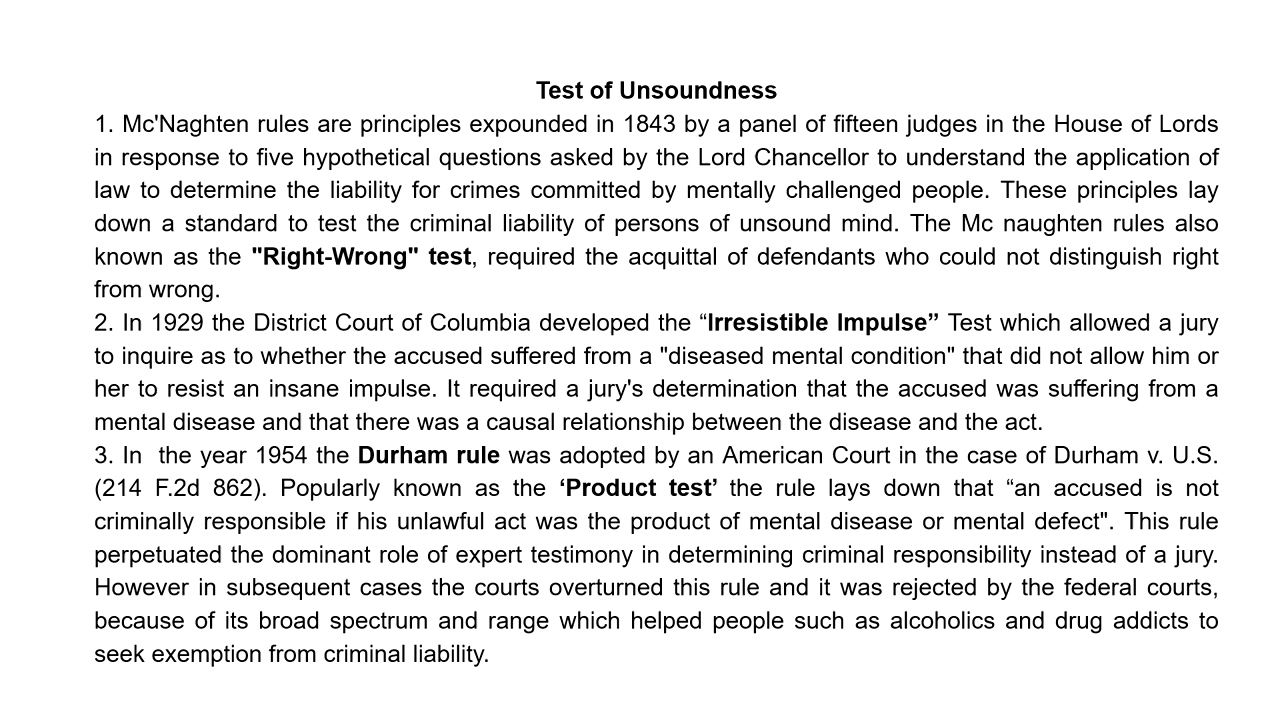 Test of Unsoundness
1. Mc'Naghten rules are principles expounded in 1843 by a panel of fifteen judges in the House of Lords
in response to five hypothetical questions asked by the Lord Chancellor to understand the application of
law to determine the liability for crimes committed by mentally challenged people. These principles lay
down a standard to test the criminal liability of persons of unsound mind. The Mc naughten rules also
known as the "Right-Wrong" test, required the acquittal of defendants who could not distinguish right
from wrong.
2. In 1929 the District Court of Columbia developed the “Irresistible Impulse” Test which allowed a jury
to inquire as to whether the accused suffered from a "diseased mental condition" that did not allow him or
her to resist an insane impulse. It required a jury's determination that the accused was suffering from a
mental disease and that there was a causal relationship between the disease and the act.
3. In  the year 1954 the Durham rule was adopted by an American Court in the case of Durham v. U.S.
(214 F.2d 862). Popularly known as the ‘Product test’ the rule lays down that “an accused is not
criminally responsible if his unlawful act was the product of mental disease or mental defect". This rule
perpetuated the dominant role of expert testimony in determining criminal responsibility instead of a jury.
However in subsequent cases the courts overturned this rule and it was rejected by the federal courts,
because of its broad spectrum and range which helped people such as alcoholics and drug addicts to
seek exemption from criminal liability.